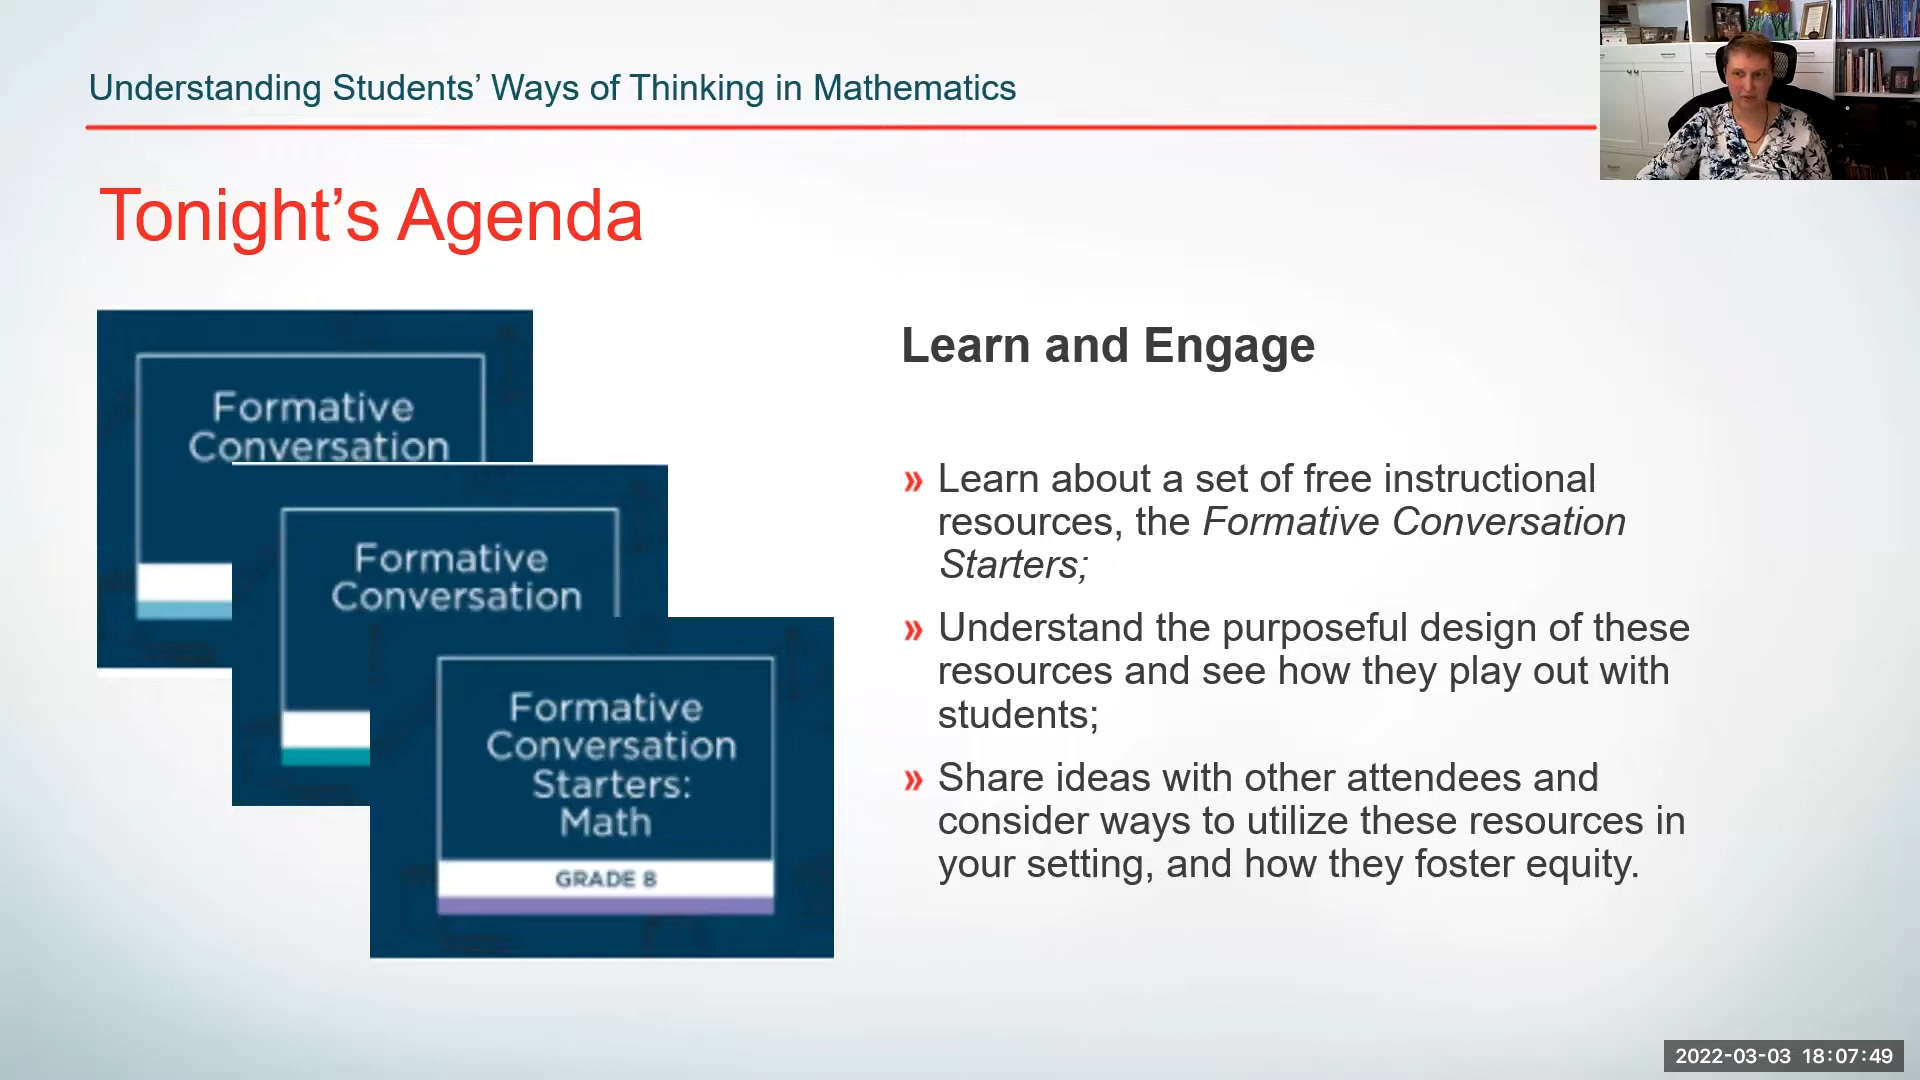 Understanding Students’ Ways of Thinking in Mathematics
Tonight’s Agenda
Formative
Conversation
Formative
Conversation
Formative
Conversation
Starters:
Math
GRADE 8
Learn and Engage
» Learn about a set of free instructional
resources, the Formative Conversation
Starters;
» Understand the purposeful design of these
resources and see how they play out with
students;
» Share ideas with other attendees and
consider ways to utilize these resources in
your setting, and how they foster equity.
2022-03-03 18:07:49